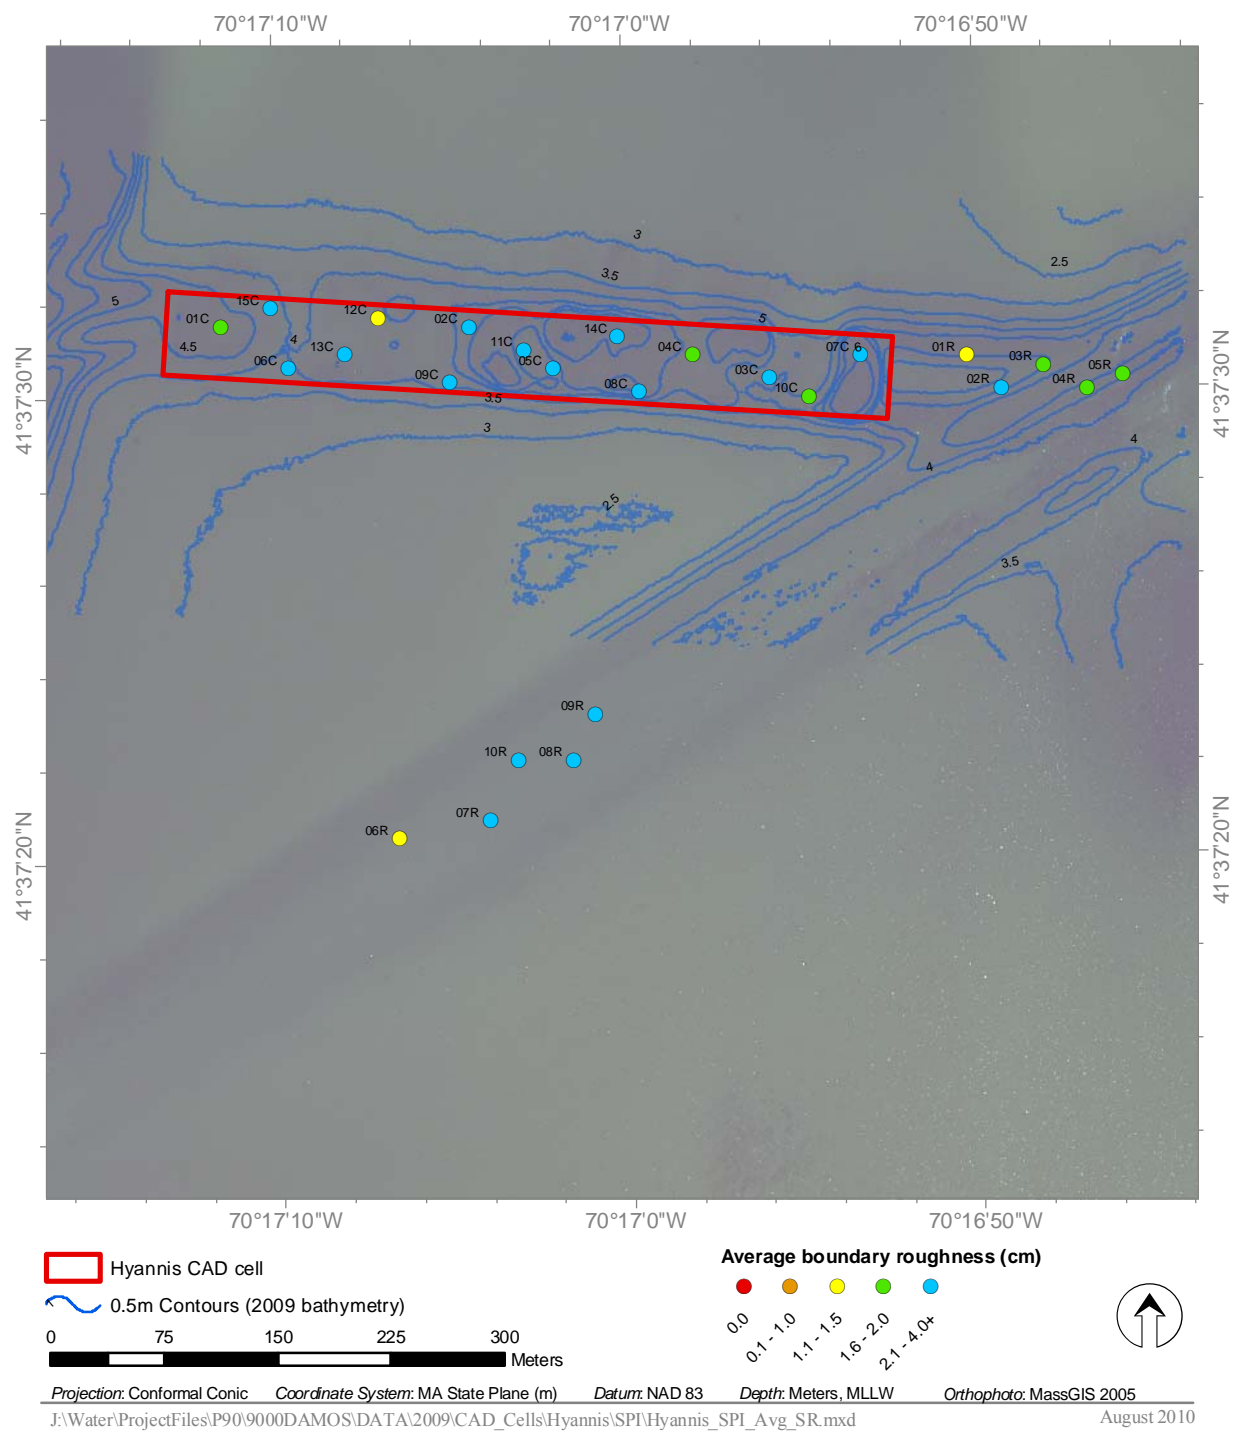 70°17'10"W 70°17'0"W 70°16'50"W
3
2.5
3.5
5
15C
01C
12C
5
02C
4
14C
4.5
13C
11C
04C
07C 6
01R
03R
06C
05C
03C
05R
09C
08C
10C
02R
04R
3.5
3
4
4
2.5
3.5
41°37'30"N
41°37'30"N
09R
10R 08R
07R
06R
41°37'20"N
41°37'20"N
70°17'10"W 70°17'0"W 70°16'50"W
Hyannis CAD cell
0.5m Contours (2009 bathymetry)
0 75 150 225 300
Meters
Average boundary roughness (cm)
0.0
0.1 - 1.0
1.1 - 1.5
1.6 - 2.0
2.1 - 4.0+
Projection: Conformal Conic Coordinate System: MA State Plane (m) Datum: NAD 83 Depth: Meters, MLLW Orthophoto: MassGIS 2005
J:\Water\ProjectFiles\P90\9000DAMOS\DATA\2009\CAD_Cells\Hyannis\SPI\Hyannis_SPI_Avg_SR.mxd August 2010